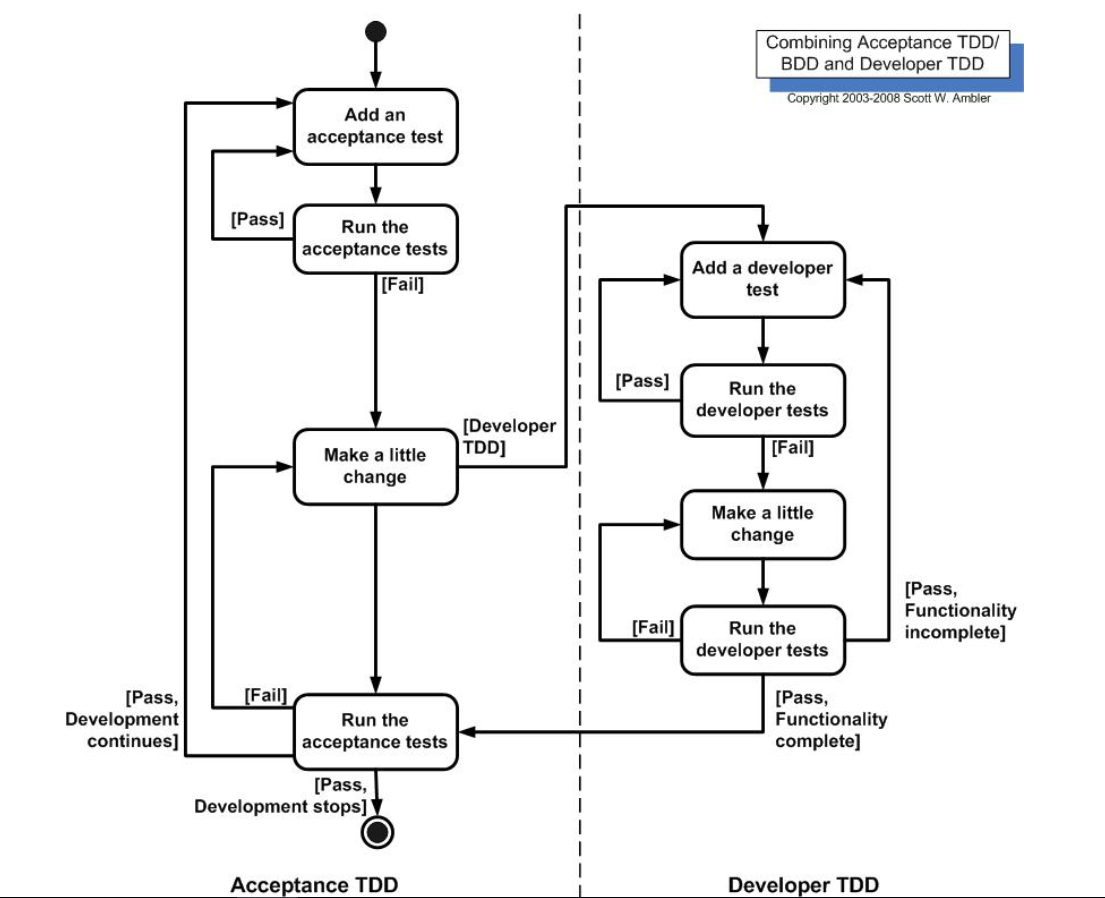 Combining Acceptance TDD/
BDD and Developer TDD
Copyright 2003-2008 Scott W. Ambler
Add an
acceptance test
[Pass]
Run the
acceptance tests
[Fail]
Make a little
change
[Developer
TDD]
[Fail]
[Pass,
Development
continues]
Run the
acceptance tests
[Pass,
Development stops]
Acceptance TDD
Add a developer
test
[Pass]
Run the
developer tests
[Fail]
Make a little
change
[Fail]
Run the
developer tests
[Pass,
Functionality
incomplete]
[Pass,
Functionality
complete]
Developer TDD